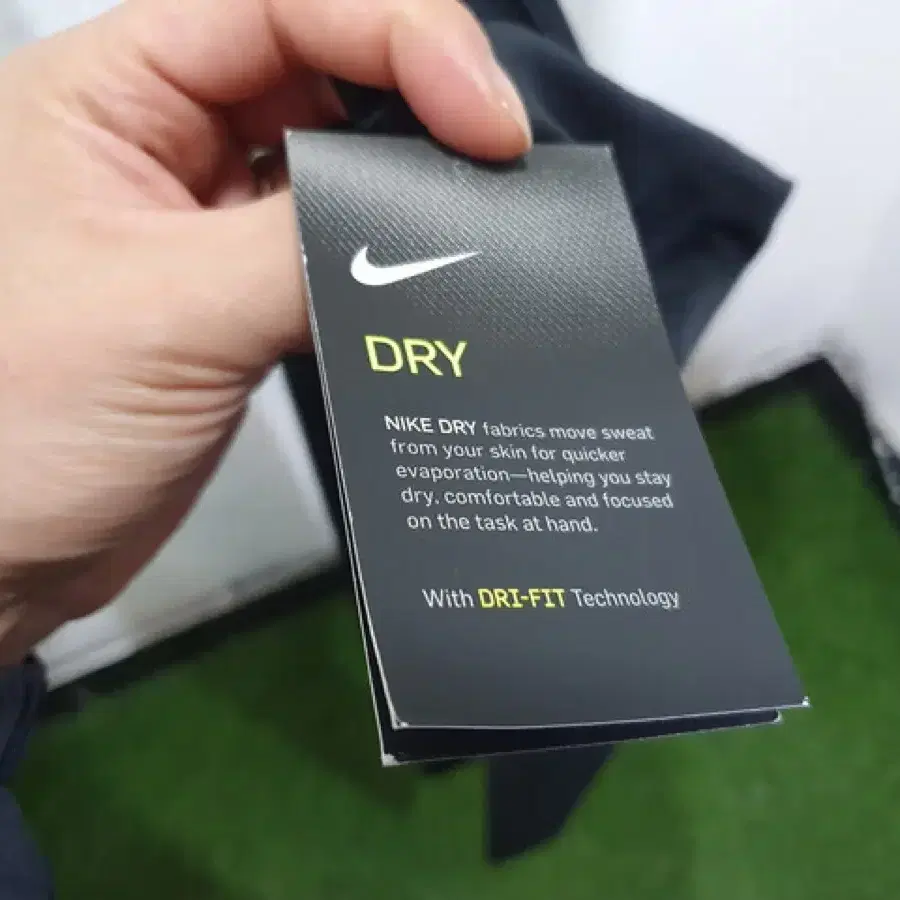 DRY
NIKE DRY fabrics move sweat
from your skin for quicker
evaporation—helping you stay
dry, comfortable and focused
on the task at hand.
With DRI-FIT Technology